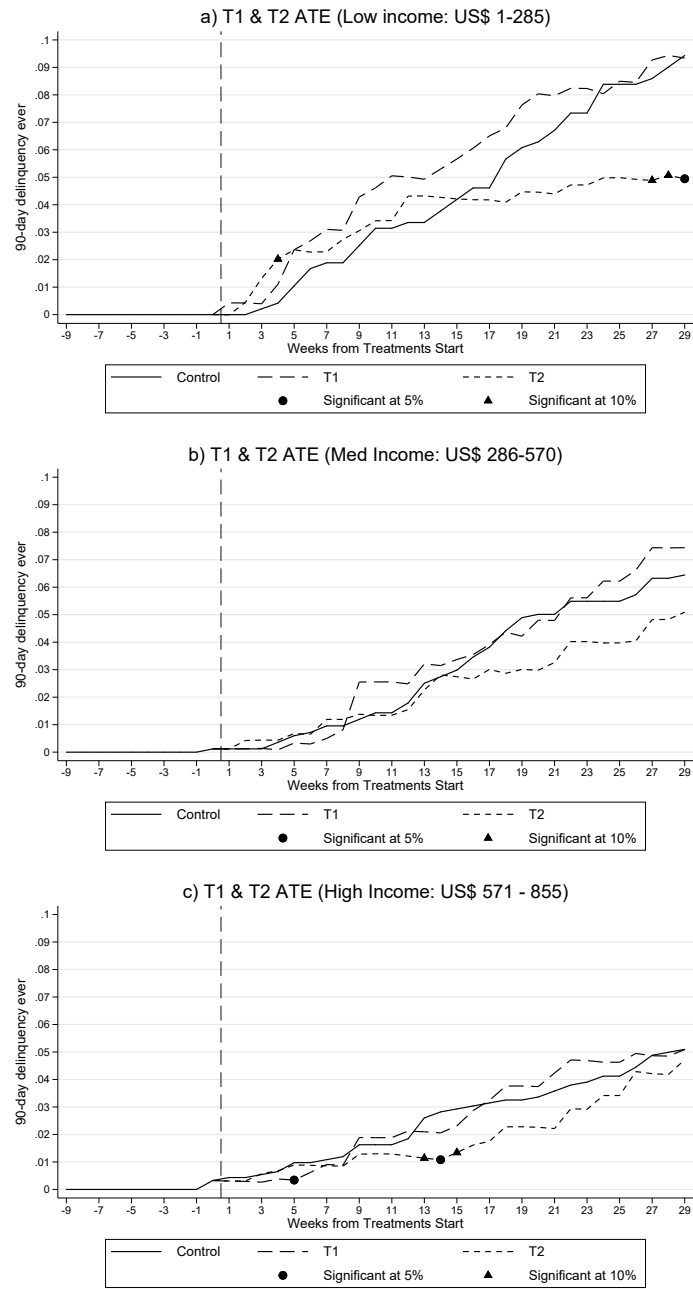 a) T1 & T2 ATE (Low income: US$ 1-285)
.1
.09
.08
.07
.06
.05
.04
.03
.02
.01
0
90-day delinquency ever
-9 -7 -5 -3 -1 1 3 5 7 9 11 13 15 17 19 21 23 25 27 29
Weeks from Treatments Start
Control T1 T2
Significant at 5% Significant at 10%
b) T1 & T2 ATE (Med Income: US$ 286-570)
.1
.09
.08
.07
.06
.05
.04
.03
.02
.01
0
90-day delinquency ever
-9 -7 -5 -3 -1 1 3 5 7 9 11 13 15 17 19 21 23 25 27 29
Weeks from Treatments Start
Control T1 T2
Significant at 5% Significant at 10%
c) T1 & T2 ATE (High Income: US$ 571 - 855)
.1
.09
.08
.07
.06
.05
.04
.03
.02
.01
0
90-day delinquency ever
-9 -7 -5 -3 -1 1 3 5 7 9 11 13 15 17 19 21 23 25 27 29
Weeks from Treatments Start
Control T1 T2
Significant at 5% Significant at 10%